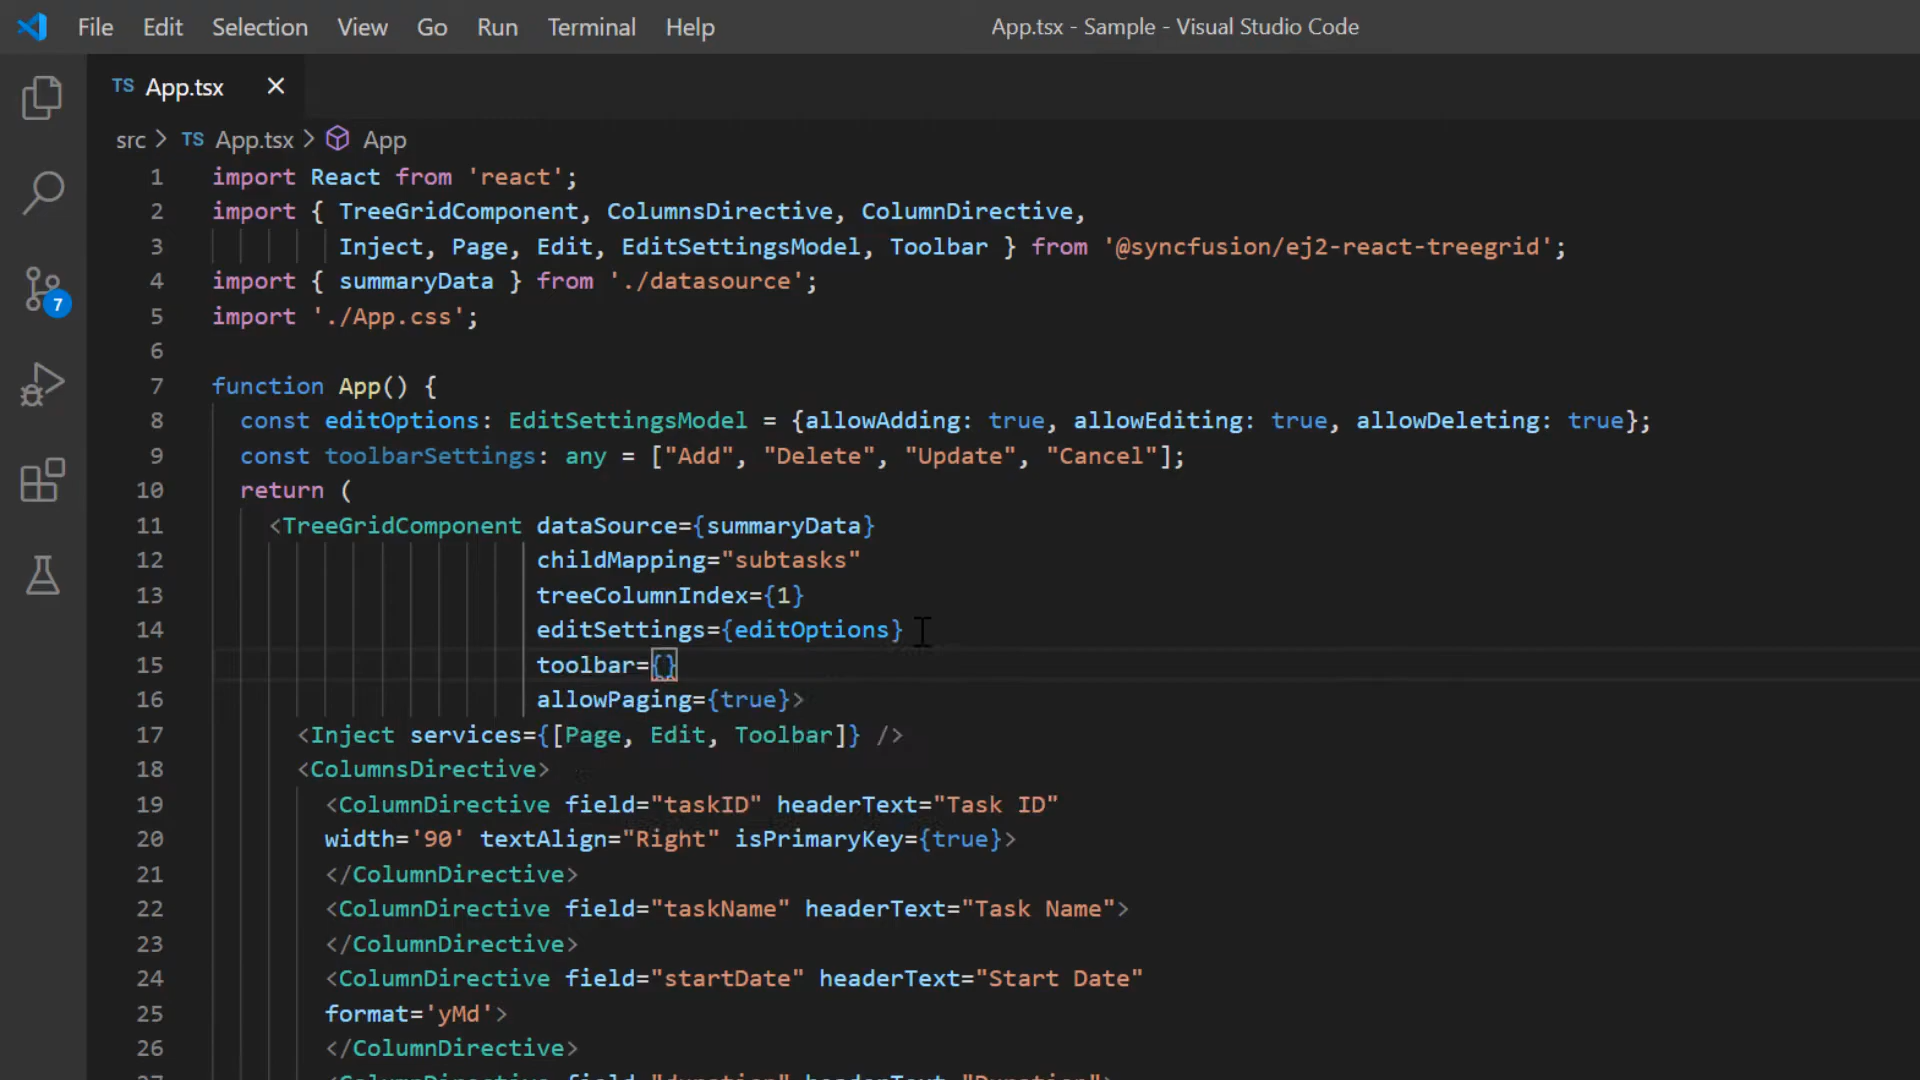 File Edit Selection View Go Run Terminal Help App.tsx - Sample - Visual Studio Code
TS App.tsx
src > TS App.tsx > App
1 import React from 'react';
2 import { TreeGridComponent, ColumnsDirective, ColumnDirective,
3 Inject, Page, Edit, EditSettingsModel, Toolbar } from '@syncfusion/ej2-react-treegrid';
4 import { summaryData } from './datasource';
5 import './App.css';
6
7 function App() {
8 const editOptions: EditSettingsModel = {allowAdding: true, allowEditing: true, allowDeleting: true};
9 const toolbarSettings: any = ["Add", "Delete", "Update", "Cancel"];
10 return (
11 <TreeGridComponent dataSource={summaryData}
12 childMapping="subtasks"
13 treeColumnIndex={1}
14 editSettings={editOptions}
15 toolbar={}
16 allowPaging={true}>
17 <Inject services={[Page, Edit, Toolbar]} />
18 <ColumnsDirective>
19 <ColumnDirective field="taskID" headerText="Task ID"
20 width='90' textAlign="Right" isPrimaryKey={true}>
21 </ColumnDirective>
22 <ColumnDirective field="taskName" headerText="Task Name">
23 </ColumnDirective>
24 <ColumnDirective field="startDate" headerText="Start Date"
25 format='yMd'>
26 </ColumnDirective>
27 <ColumnDirective field="duration" headerText="Duration">
7